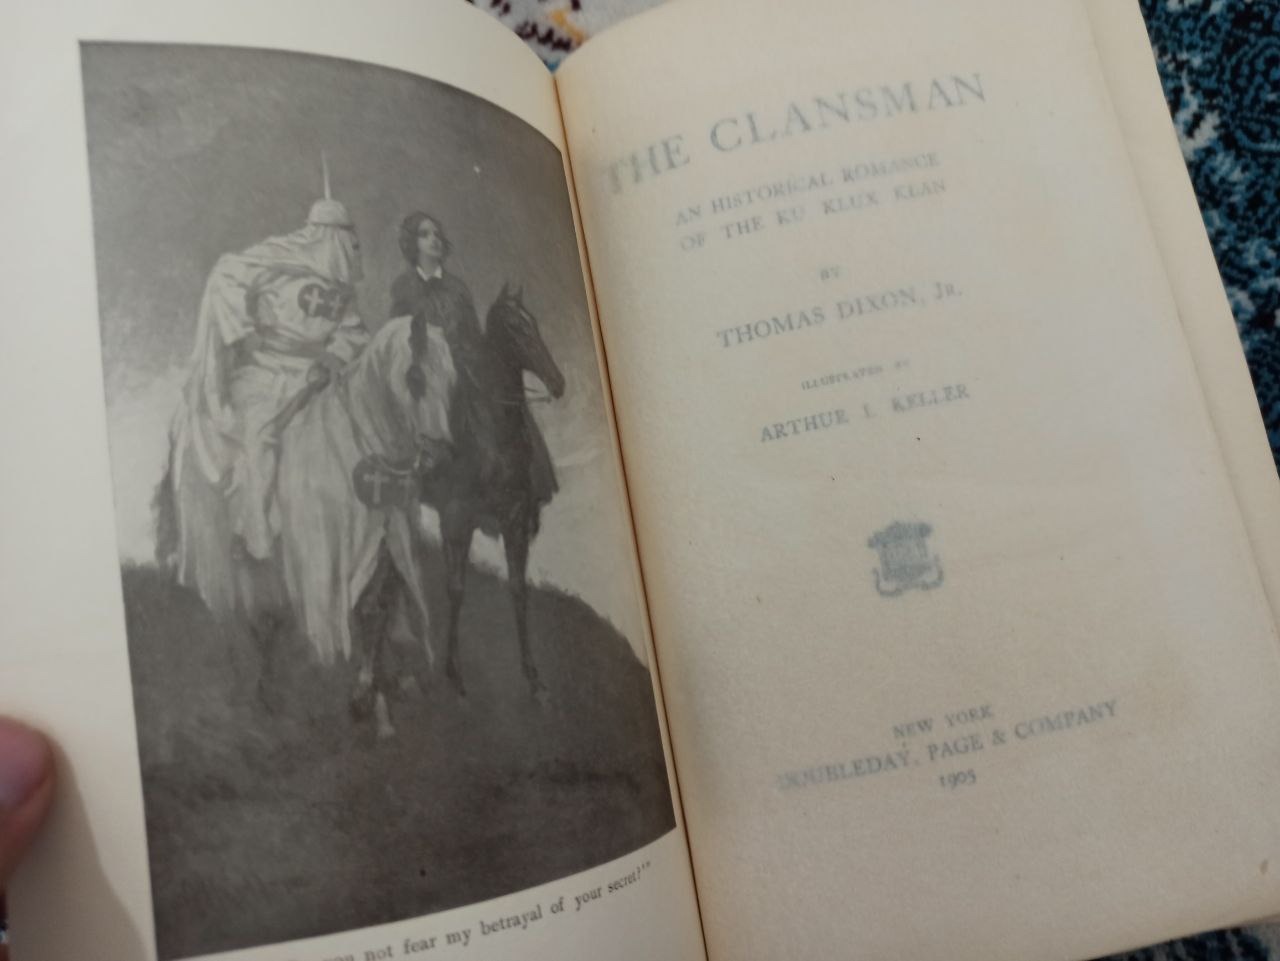 you not fear my betrayal of your secret?'"
THE CLANSMAN
AN HISTORICAL ROMANCE
OF THE KU KLUX KLAN
BY
THOMAS DIXON, JR.
ILLUSTRATED BY
ARTHUR I. KELLER
NEW YORK
DOUBLEDAY, PAGE & COMPANY
1905